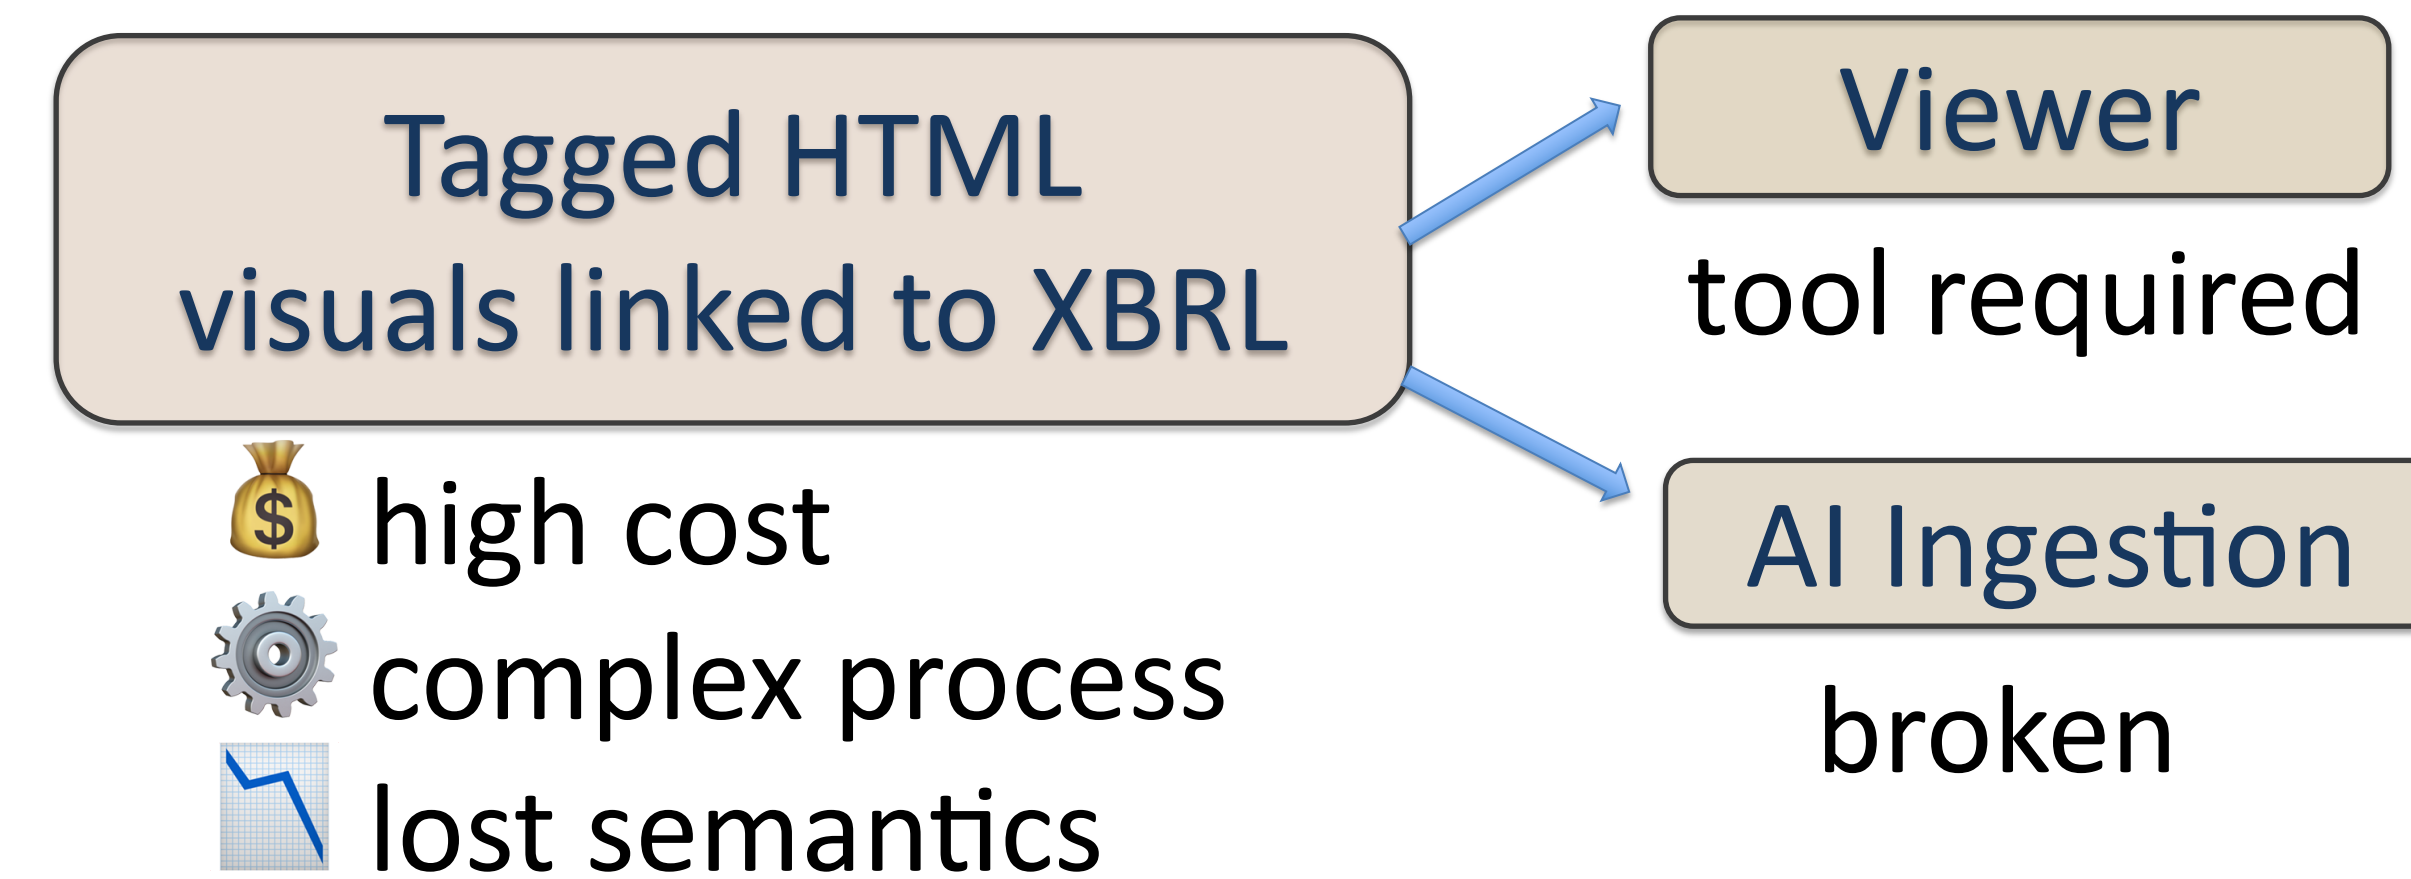 Tagged HTML
visuals linked to XBRL
$ high cost
complex process
lost semantics
Viewer
tool required
AI Ingestion
broken